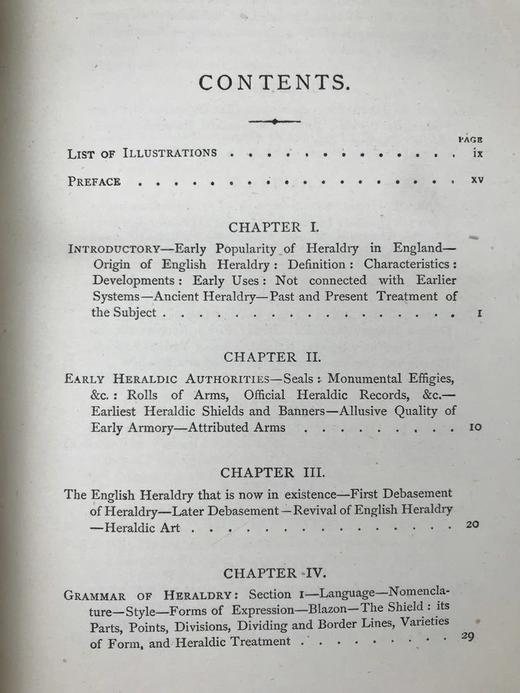 CONTENTS.
PAGE
LIST OF ILLUSTRATIONS . . . . . . . . . . . . . ix
PREFACE . . . . . . . . . . . . . . . . . . xv
CHAPTER I.
INTRODUCTORY—Early Popularity of Heraldry in England—
Origin of English Heraldry : Definition : Characteristics :
Developments : Early Uses : Not connected with Earlier
Systems—Ancient Heraldry—Past and Present Treatment of
the Subject . . . . . . . . . . . . . . . . 1
CHAPTER II.
EARLY HERALDIC AUTHORITIES—Seals : Monumental Effigies,
&c. : Rolls of Arms, Official Heraldic Records, &c.—
Earliest Heraldic Shields and Banners—Allusive Quality of
Early Armory—Attributed Arms . . . . . . . . . 10
CHAPTER III.
The English Heraldry that is now in existence—First Debasement
of Heraldry—Later Debasement—Revival of English Heraldry
—Heraldic Art . . . . . . . . . . . . . . . 20
CHAPTER IV.
GRAMMAR OF HERALDRY : Section 1—Language—Nomencla-
ture—Style—Forms of Expression—Blazon—The Shield : its
Parts, Points, Divisions, Dividing and Border Lines, Varieties
of Form, and Heraldic Treatment . . . . . . . . . 29